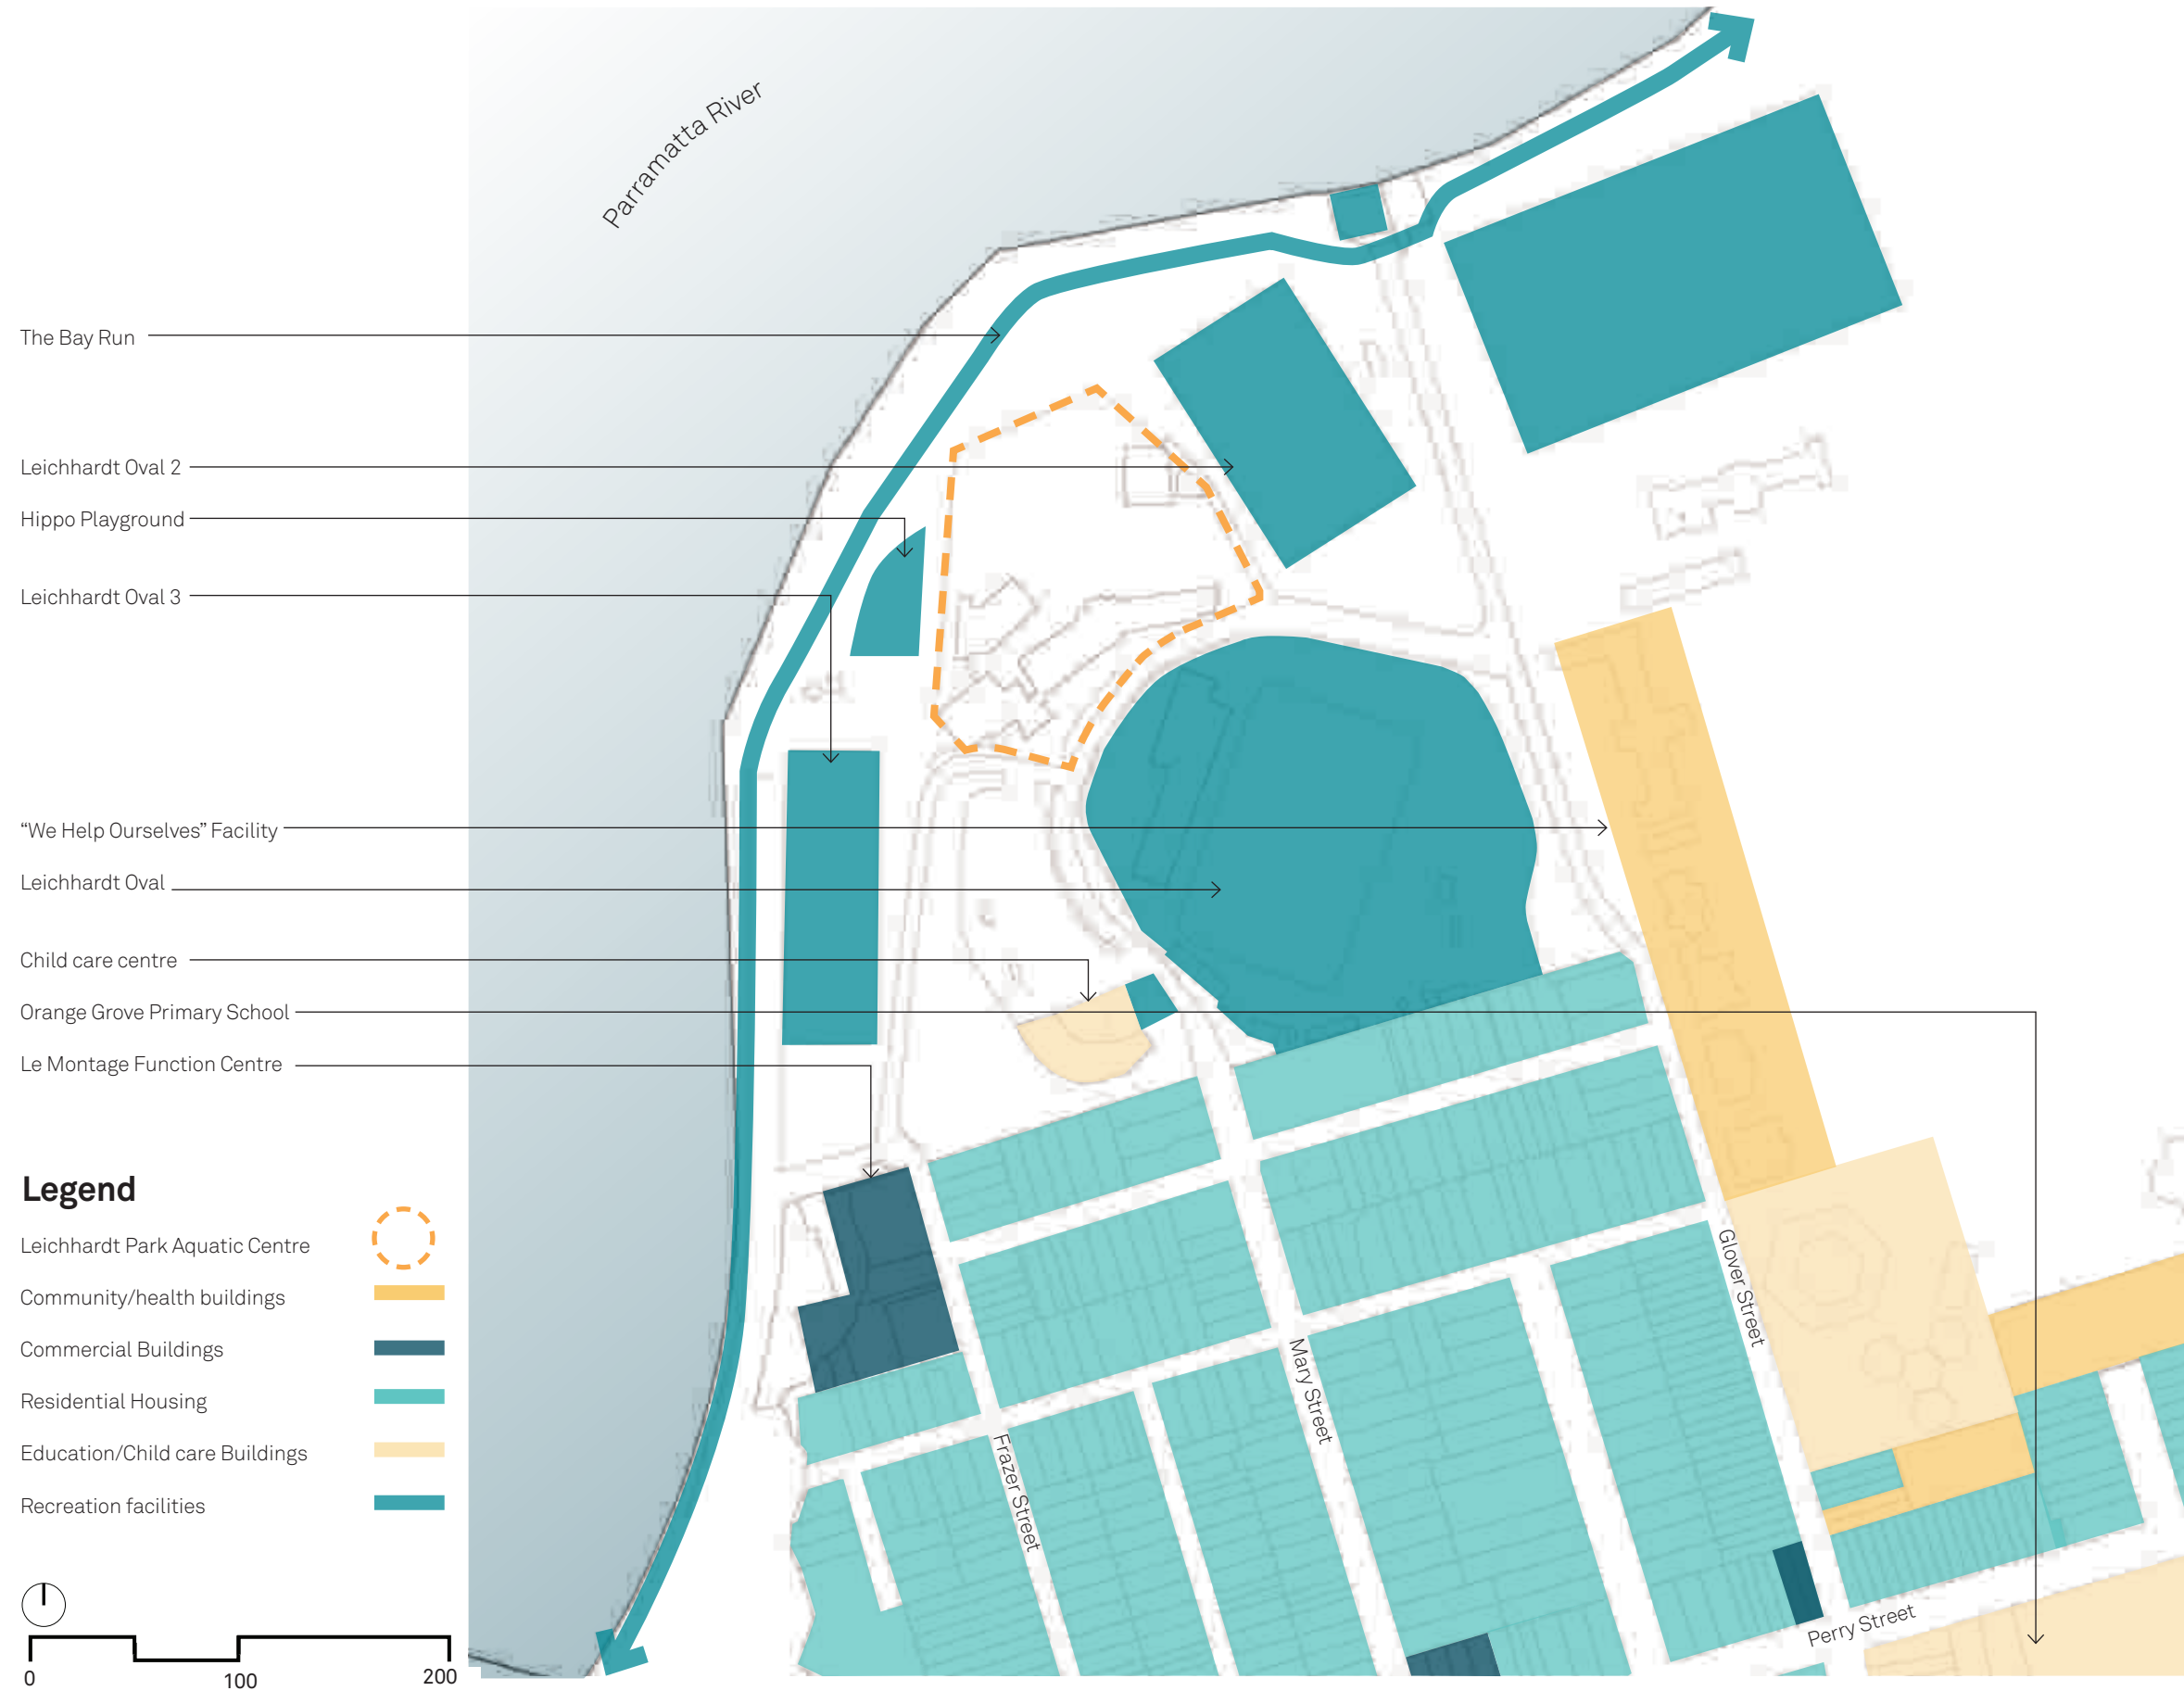 Parramatta River
The Bay Run
Leichhardt Oval 2
Hippo Playground
Leichhardt Oval 3
“We Help Ourselves” Facility
Leichhardt Oval
Child care centre
Orange Grove Primary School
Le Montage Function Centre
Legend
Leichhardt Park Aquatic Centre
Community/health buildings
Commercial Buildings
Residential Housing
Education/Child care Buildings
Recreation facilities
0 100 200
Glover Street
Mary Street
Frazer Street
Perry Street